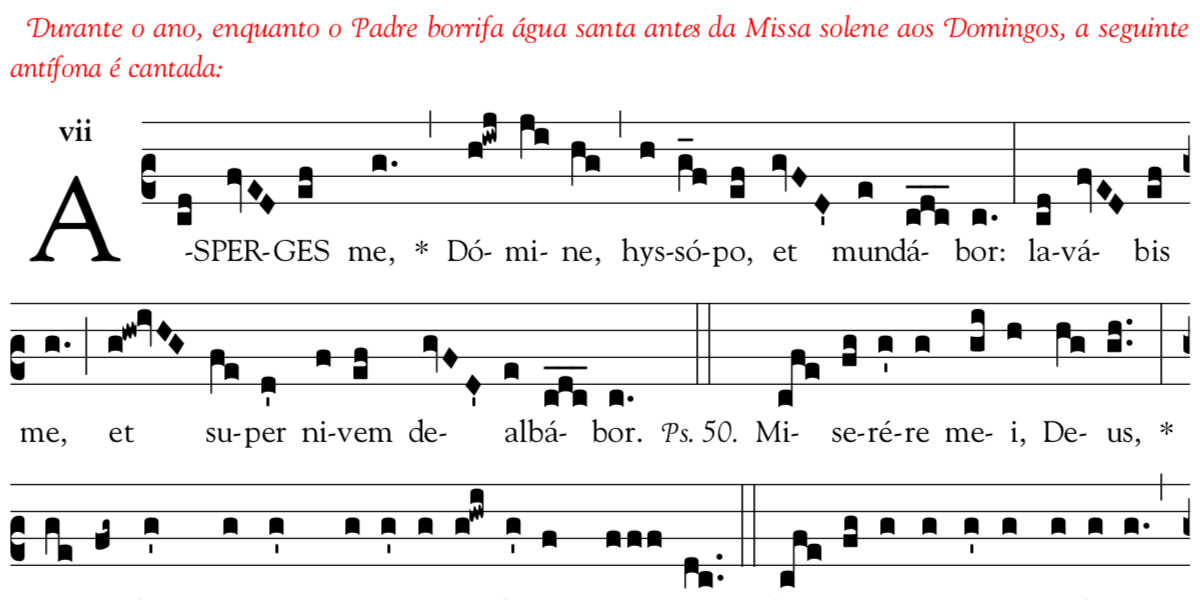 Durante o ano, enquanto o Padre borrifa água santa antes da Missa solene aos Domingos, a seguinte
antífona é cantada:
vii
A-SPER-GES me, * Dó- mi- ne, hys-só-po, et mundá- bor: la-vá- bis
me, et su-per ni-vem de- albá- bor. Ps. 50. Mi- se-ré-re me- i, De- us, *